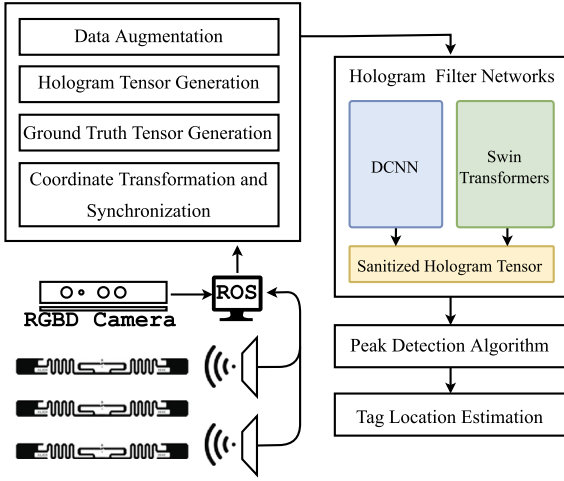 Data Augmentation
Hologram Tensor Generation
Ground Truth Tensor Generation
Coordinate Transformation and
Synchronization
ROS
RGBD Camera
Hologram Filter Networks
DCNN
Swin
Transformers
Sanitized Hologram Tensor
Peak Detection Algorithm
Tag Location Estimation